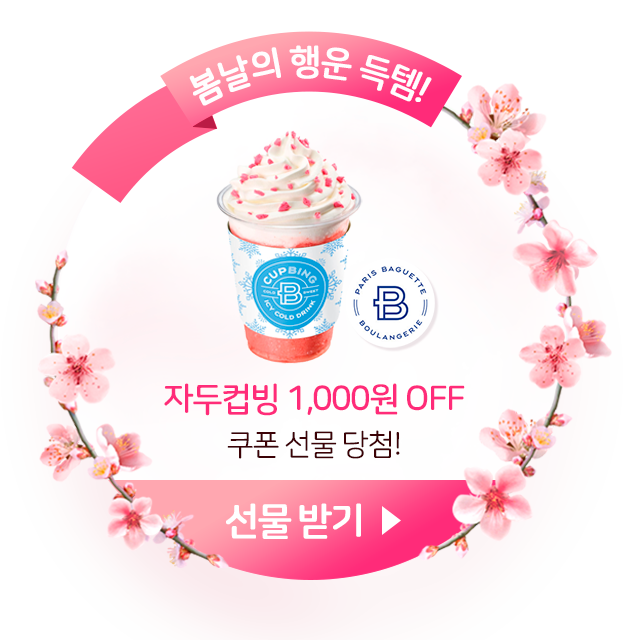 봄날의 행운 득템!
CUPBING
COLD
SWEET
ICY COLD DRINK
PARIS BAGUETTE
B
BOULANGERIE
자두컵빙 1,000원 OFF
쿠폰 선물 당첨!
선물 받기